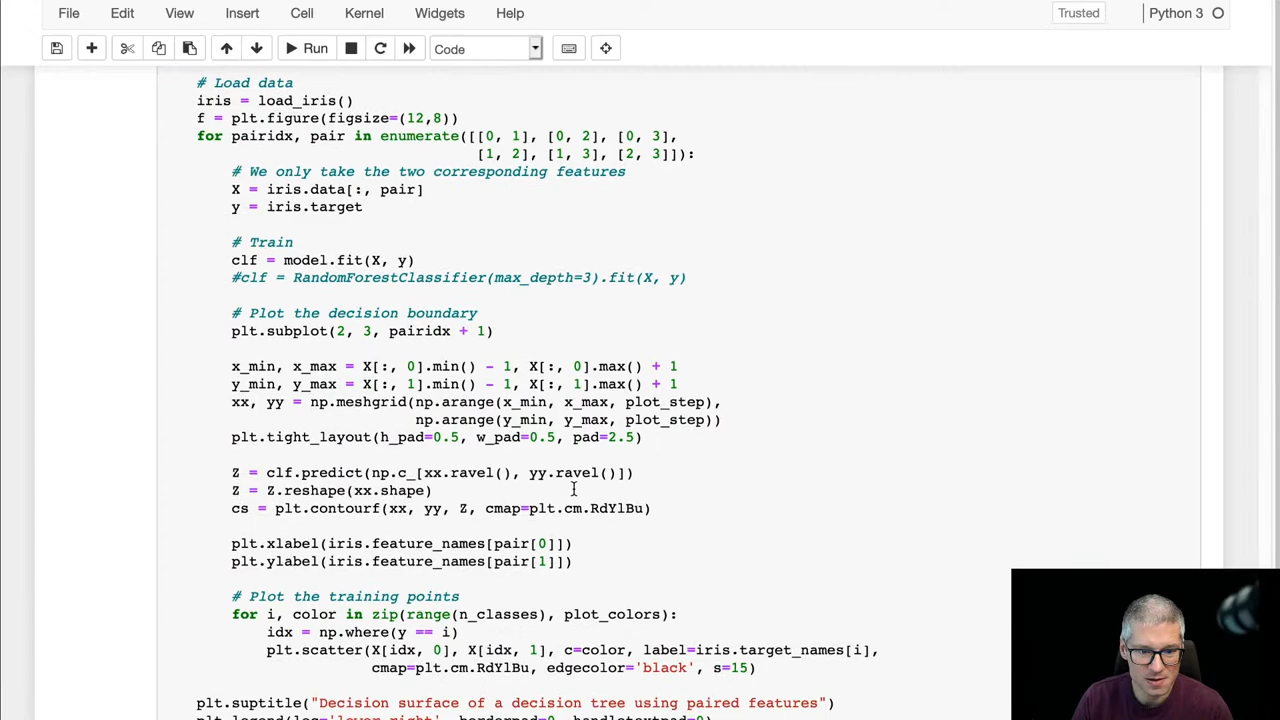 File Edit View Insert Cell Kernel Widgets Help Trusted Python 3
Run Code
# Load data
iris = load_iris()
f = plt.figure(figsize=(12,8))
for pairidx, pair in enumerate([[0, 1], [0, 2], [0, 3],
[1, 2], [1, 3], [2, 3]]):
# We only take the two corresponding features
X = iris.data[:, pair]
y = iris.target
# Train
clf = model.fit(X, y)
#clf = RandomForestClassifier(max_depth=3).fit(X, y)
# Plot the decision boundary
plt.subplot(2, 3, pairidx + 1)
x_min, x_max = X[:, 0].min() - 1, X[:, 0].max() + 1
y_min, y_max = X[:, 1].min() - 1, X[:, 1].max() + 1
xx, yy = np.meshgrid(np.arange(x_min, x_max, plot_step),
np.arange(y_min, y_max, plot_step))
plt.tight_layout(h_pad=0.5, w_pad=0.5, pad=2.5)
Z = clf.predict(np.c_[xx.ravel(), yy.ravel()])
Z = Z.reshape(xx.shape)
cs = plt.contourf(xx, yy, Z, cmap=plt.cm.RdYlBu)
plt.xlabel(iris.feature_names[pair[0]])
plt.ylabel(iris.feature_names[pair[1]])
# Plot the training points
for i, color in zip(range(n_classes), plot_colors):
idx = np.where(y == i)
plt.scatter(X[idx, 0], X[idx, 1], c=color, label=iris.target_names[i],
cmap=plt.cm.RdYlBu, edgecolor='black', s=15)
plt.suptitle("Decision surface of a decision tree using paired features")
plt.legend(loc='lower right', borderpad=0, handletextpad=0)